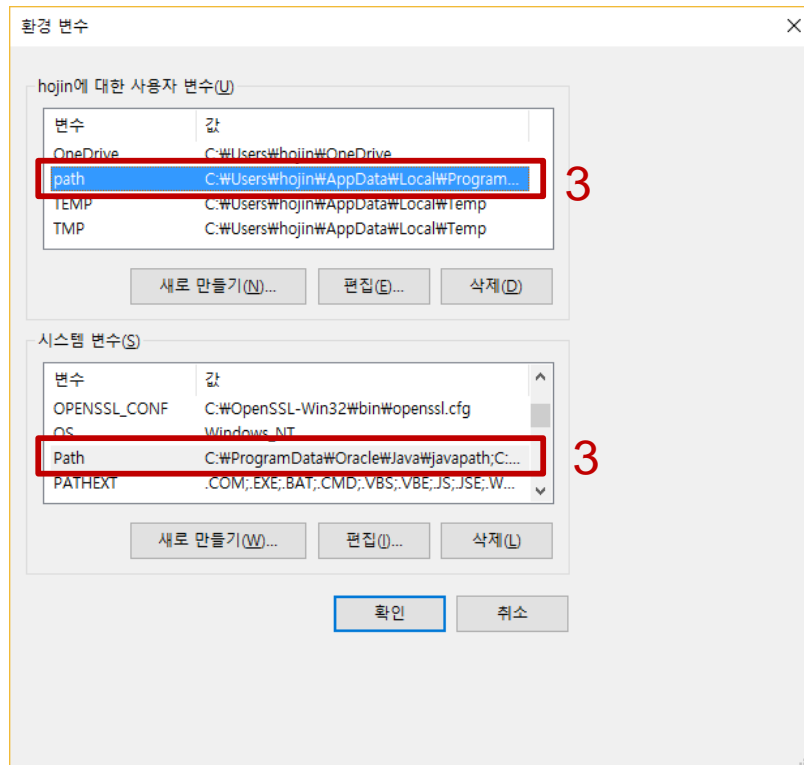 환경 변수
hojin에 대한 사용자 변수(U)
변수 값
OneDrive C:₩Users₩hojin₩OneDrive
path C:₩Users₩hojin₩AppData₩Local₩Program...
3
TEMP C:₩Users₩hojin₩AppData₩Local₩Temp
TMP C:₩Users₩hojin₩AppData₩Local₩Temp
새로 만들기(N)... 편집(E)... 삭제(D)
시스템 변수(S)
변수 값
OPENSSL_CONF C:₩OpenSSL-Win32₩bin₩openssl.cfg
OS Windows_NT
Path C:₩ProgramData₩Oracle₩Java₩javapath;C:...
3
PATHEXT .COM;.EXE;.BAT;.CMD;.VBS;.VBE;.JS;.JSE;.W...
새로 만들기(W)... 편집(I)... 삭제(L)
확인 취소